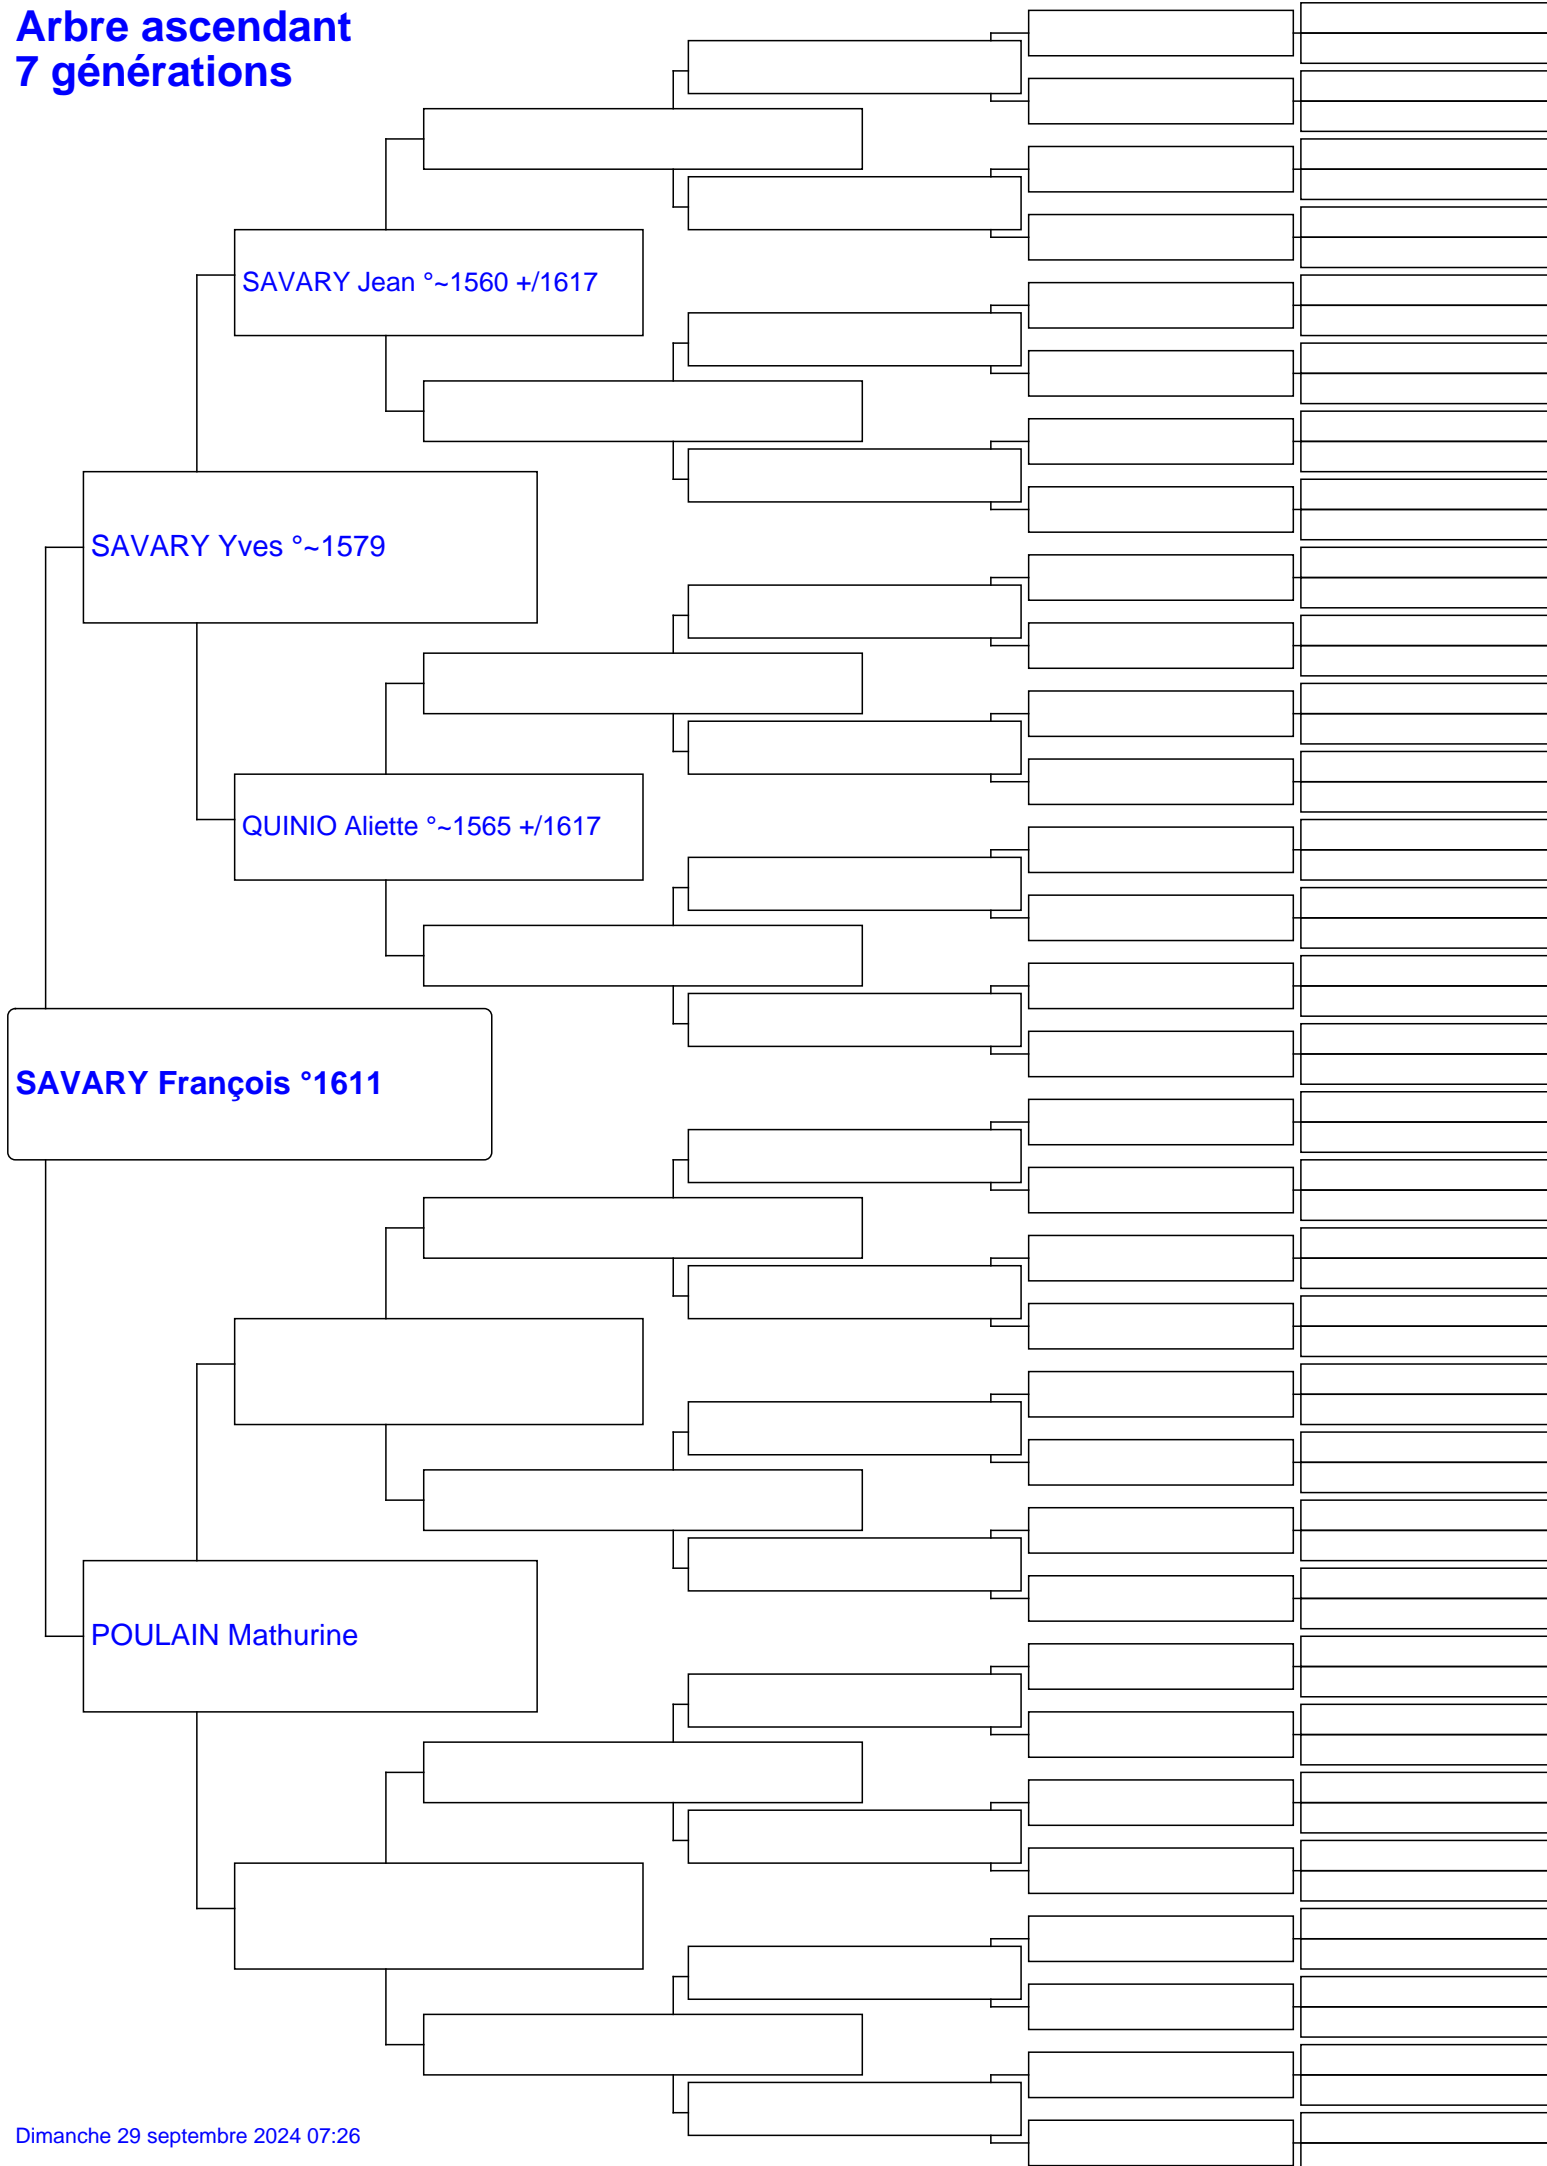 Arbre ascendant
7 générations
SAVARY Jean °~1560 +/1617
SAVARY Yves °~1579
QUINIO Aliette °~1565 +/1617
SAVARY François °1611
POULAIN Mathurine
Dimanche 29 septembre 2024 07:26